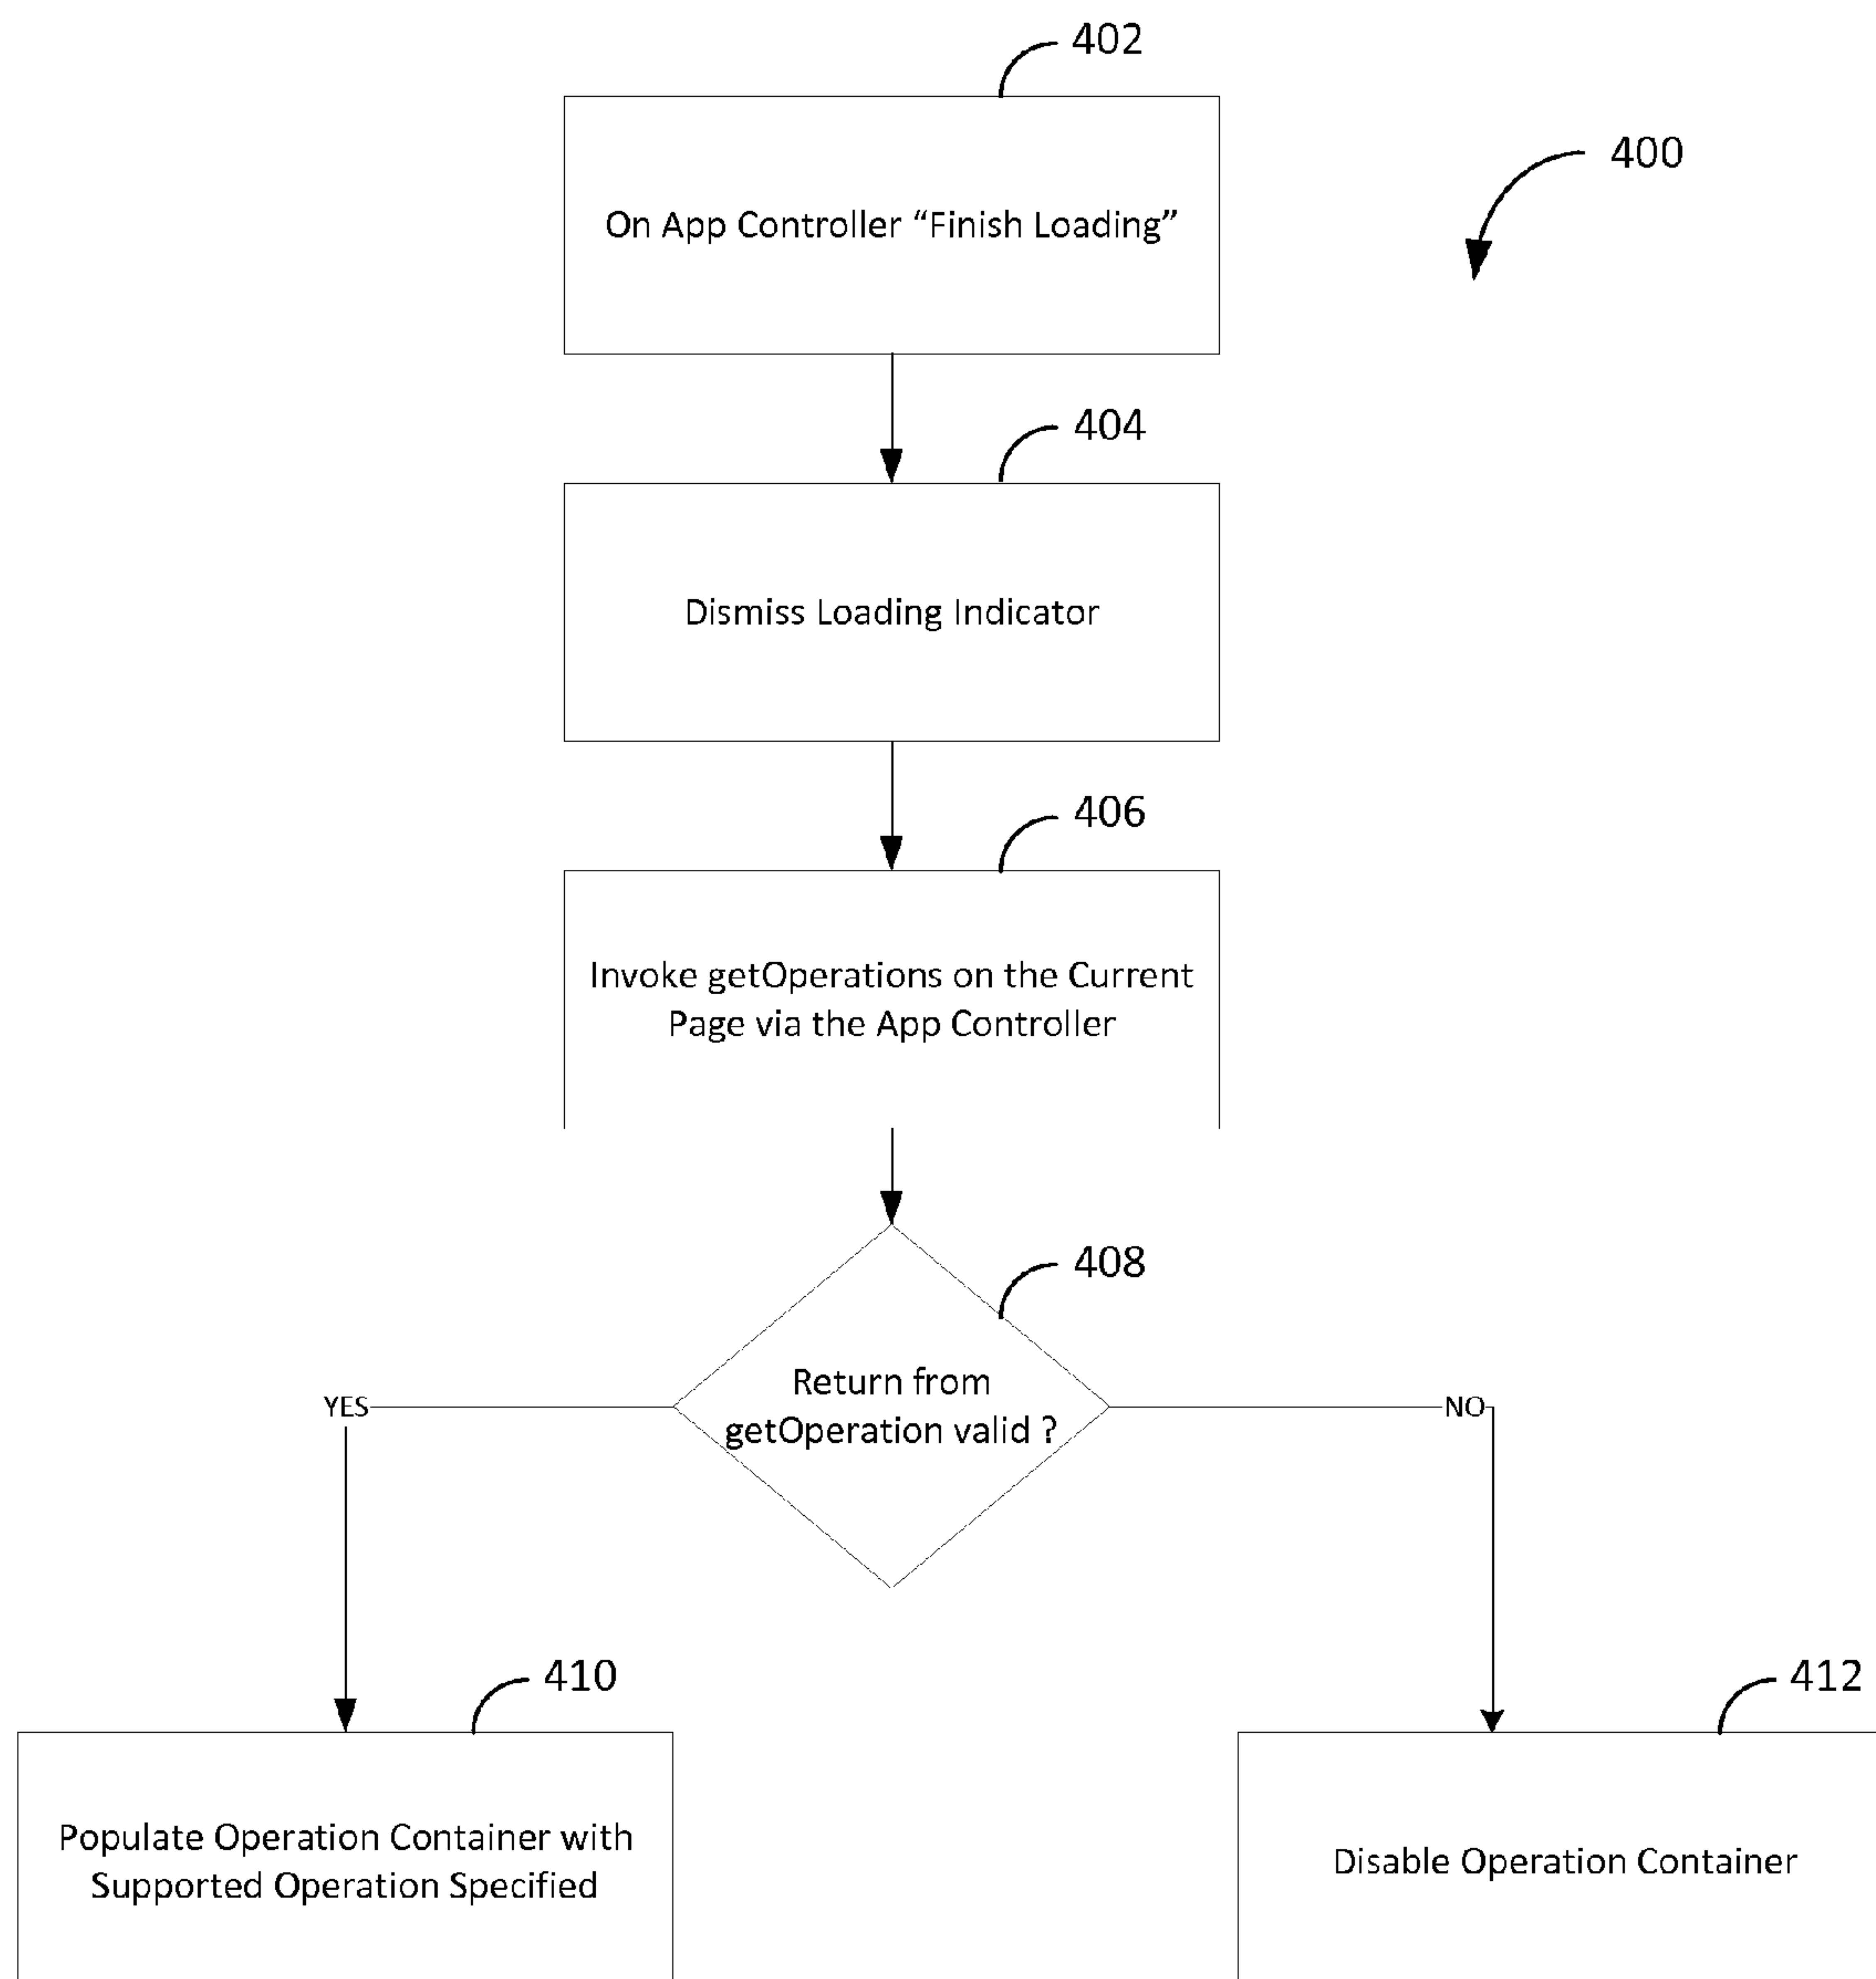 402
400
On App Controller “Finish Loading”
404
Dismiss Loading Indicator
406
Invoke getOperations on the Current
Page via the App Controller
408
Return from
getOperation valid ?
YES
NO
410
412
Populate Operation Container with
Supported Operation Specified
Disable Operation Container